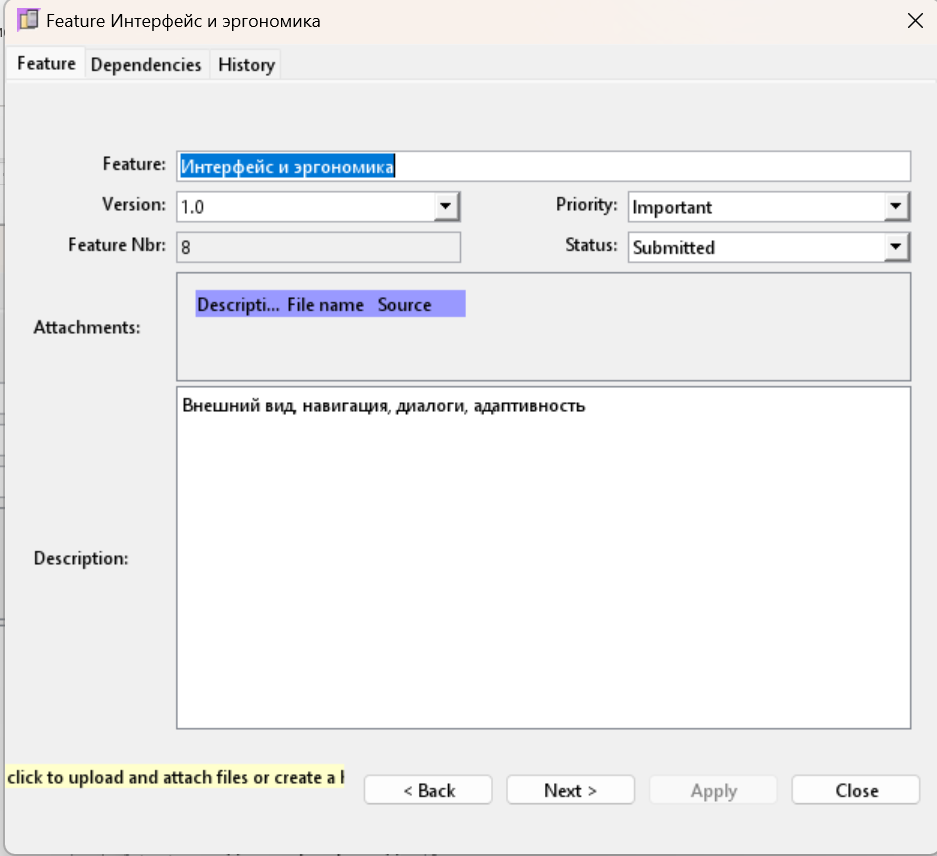 Feature Интерфейс и эргономика
Feature Dependencies History
Feature: Интерфейс и эргономика
Version: 1.0 Priority: Important
Feature Nbr: 8 Status: Submitted
Descripti... File name Source
Attachments:
Внешний вид, навигация, диалоги, адаптивность
Description:
click to upload and attach files or create a
< Back Next > Apply Close